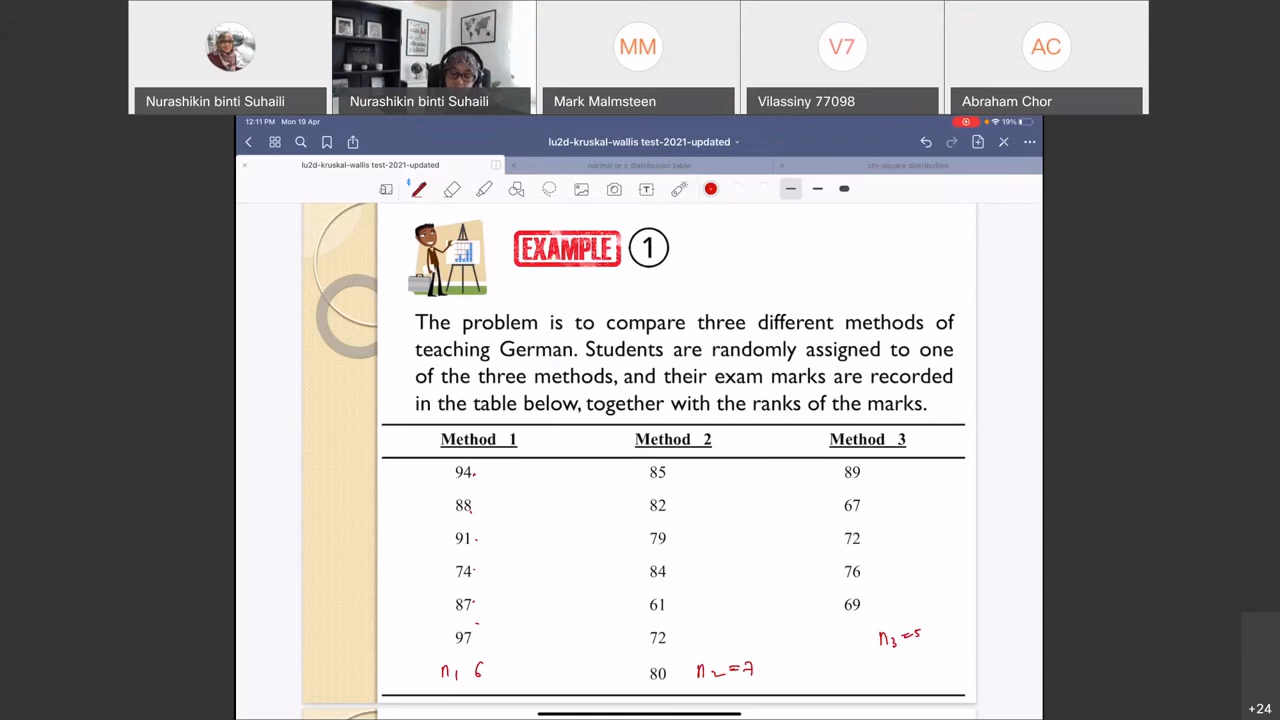 MM
V7
AC
Nurashikin binti Suhaili
Nurashikin binti Suhaili
Mark Malmsteen
Vilassiny 77098
Abraham Chor
12:11 PM Mon 19 Apr
19%
lu2d-kruskal-wallis test-2021-updated
lu2d-kruskal-wallis test-2021-updated
normal or z distribution table
chi-square distribution
EXAMPLE 1
The problem is to compare three different methods of
teaching German. Students are randomly assigned to one
of the three methods, and their exam marks are recorded
in the table below, together with the ranks of the marks.
Method 1 Method 2 Method 3
94 85 89
88 82 67
91 79 72
74 84 76
87 61 69
97 72 n3=5
n1 6 80 n2=7
+24